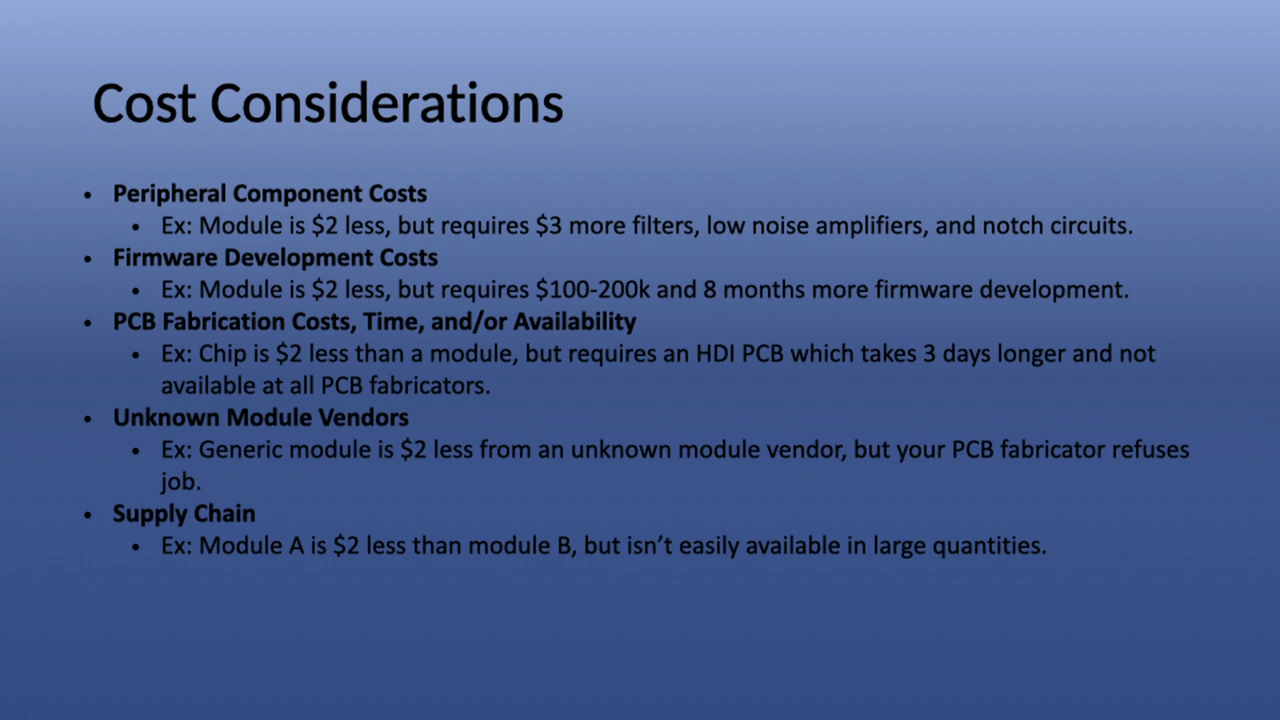 Cost Considerations
• Peripheral Component Costs
• Ex: Module is $2 less, but requires $3 more filters, low noise amplifiers, and notch circuits.
• Firmware Development Costs
• Ex: Module is $2 less, but requires $100-200k and 8 months more firmware development.
• PCB Fabrication Costs, Time, and/or Availability
• Ex: Chip is $2 less than a module, but requires an HDI PCB which takes 3 days longer and not
available at all PCB fabricators.
• Unknown Module Vendors
• Ex: Generic module is $2 less from an unknown module vendor, but your PCB fabricator refuses
job.
• Supply Chain
• Ex: Module A is $2 less than module B, but isn’t easily available in large quantities.